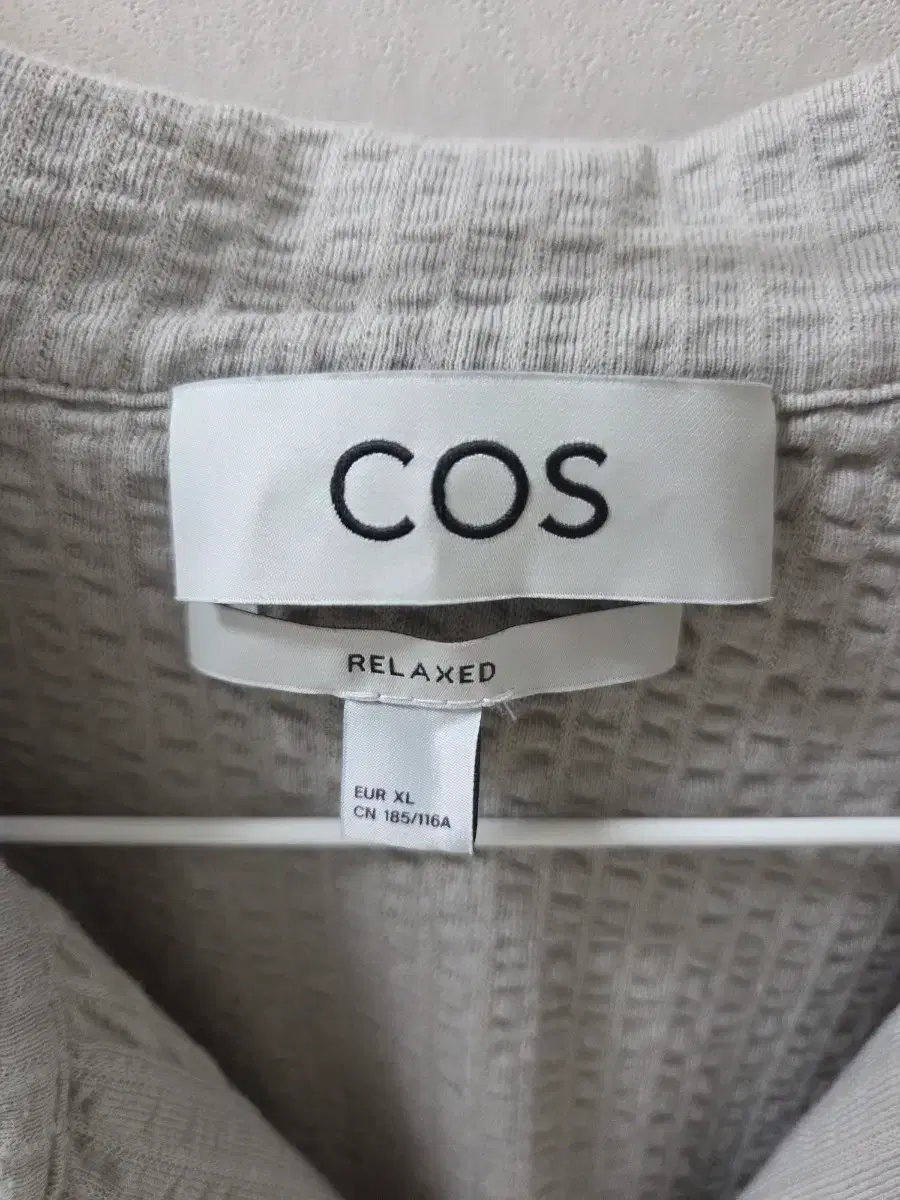 COS
RELAXED
EUR XL
CN 185/116A